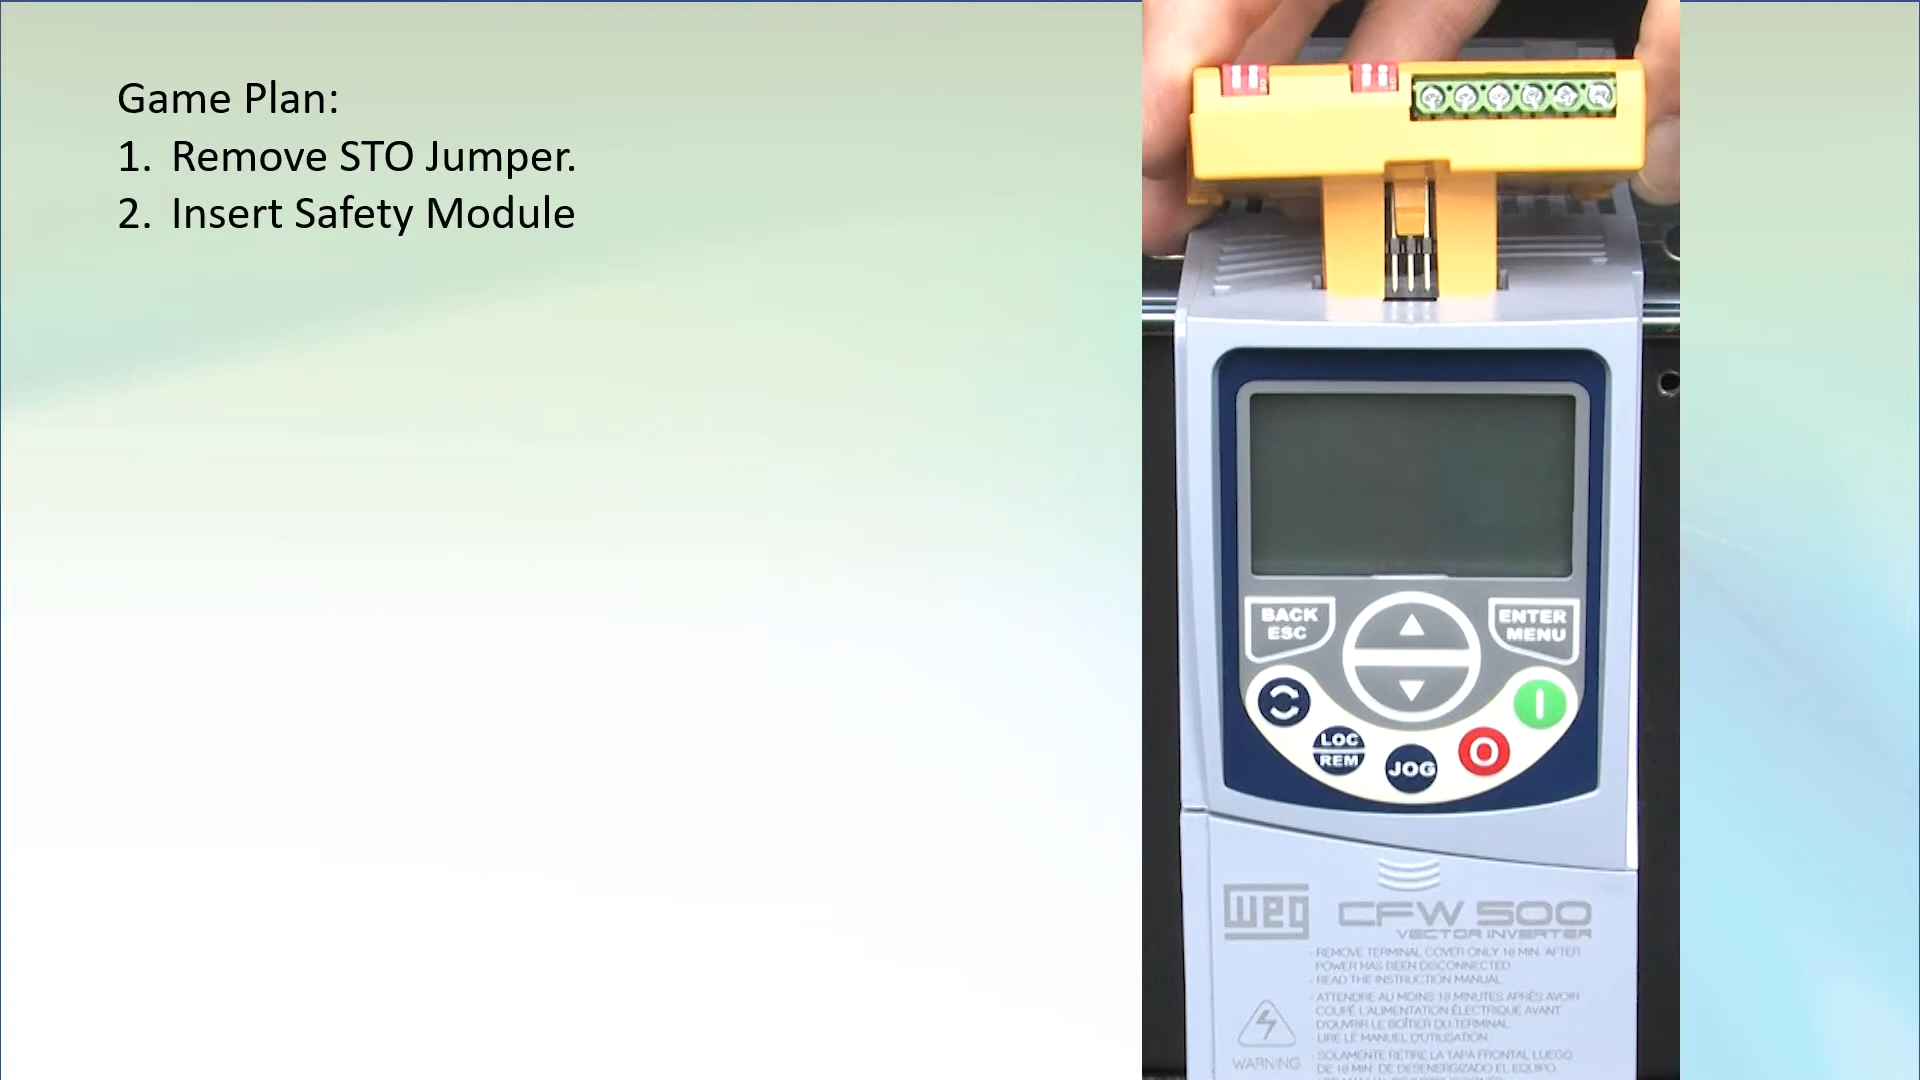 Game Plan:
1. Remove STO Jumper.
2. Insert Safety Module
BACK
ESC
ENTER
MENU
LOC
REM
JOG
WEG
CFW 500
VECTOR INVERTER
- REMOVE TERMINAL COVER ONLY 10 MIN. AFTER
POWER HAS BEEN DISCONNECTED
- READ THE INSTRUCTION MANUAL
- ATTENDRE AU MOINS 10 MINUTES APRÈS AVOIR
COUPÉ L'ALIMENTATION ÉLECTRIQUE AVANT
D'OUVRIR LE BOÎTIER DU TERMINAL.
LIRE LE MANUEL D'UTILISATION.
WARNING
- SOLAMENTE RETIRE LA TAPA FRONTAL LUEGO
DE 10 MIN. DE DESENERGIZADO EL EQUIPO.